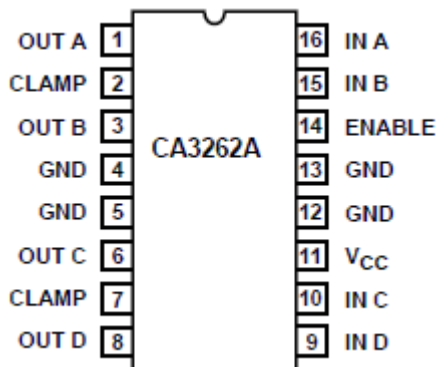 OUT A 1 16 IN A
CLAMP 2 15 IN B
OUT B 3 14 ENABLE
CA3262A
GND 4 13 GND
GND 5 12 GND
OUT C 6 11 VCC
CLAMP 7 10 IN C
OUT D 8 9 IN D